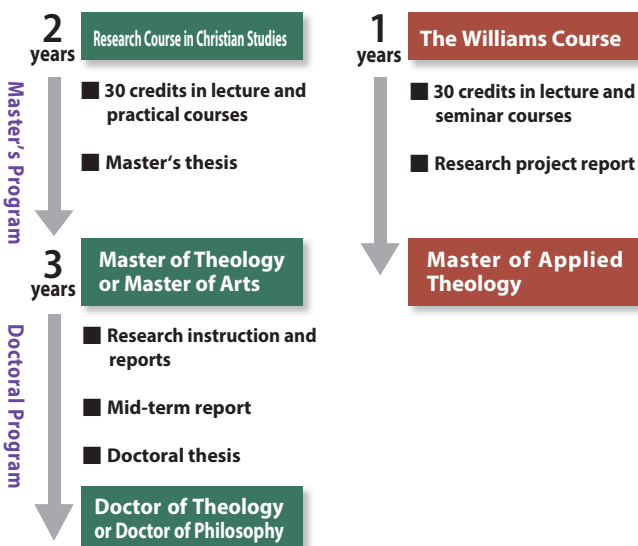 2
years
Research Course in Christian Studies
Master's Program
■ 30 credits in lecture and
practical courses
■ Master's thesis
3
years
Master of Theology
or Master of Arts
Doctoral Program
■ Research instruction and
reports
■ Mid-term report
■ Doctoral thesis
Doctor of Theology
or Doctor of Philosophy
1
years
The Williams Course
■ 30 credits in lecture and
seminar courses
■ Research project report
Master of Applied
Theology